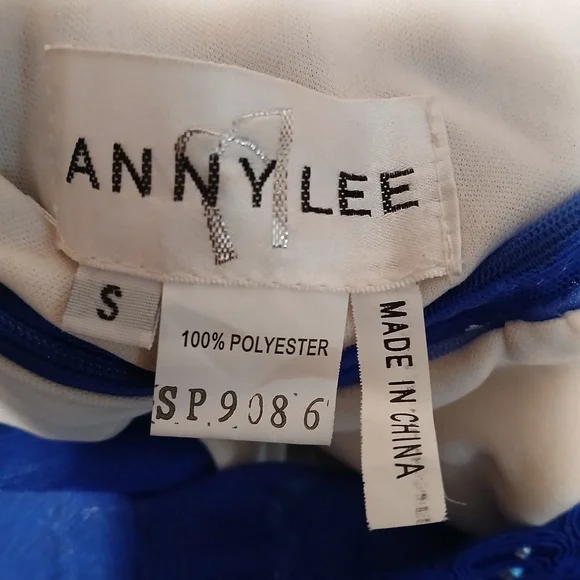 ANNY LEE
S
100% POLYESTER
SP9086
MADE IN CHINA